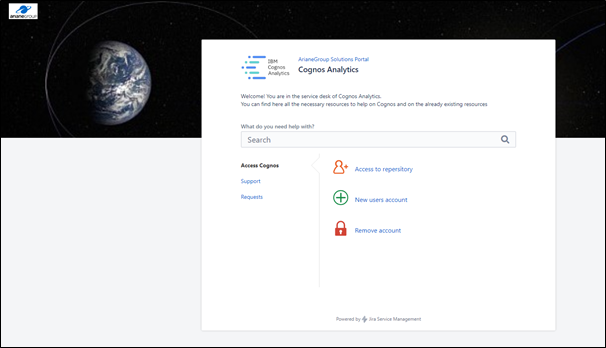 arianeGROUP
IBM
Cognos
Analytics
ArianeGroup Solutions Portal
Cognos Analytics
Welcome! You are in the service desk of Cognos Analytics.
You can find here all the necessary resources to help on Cognos and on the already existing resources
What do you need help with?
Search
Access Cognos
Support
Requests
Access to repersitory
New users account
Remove account
Powered by Jira Service Management